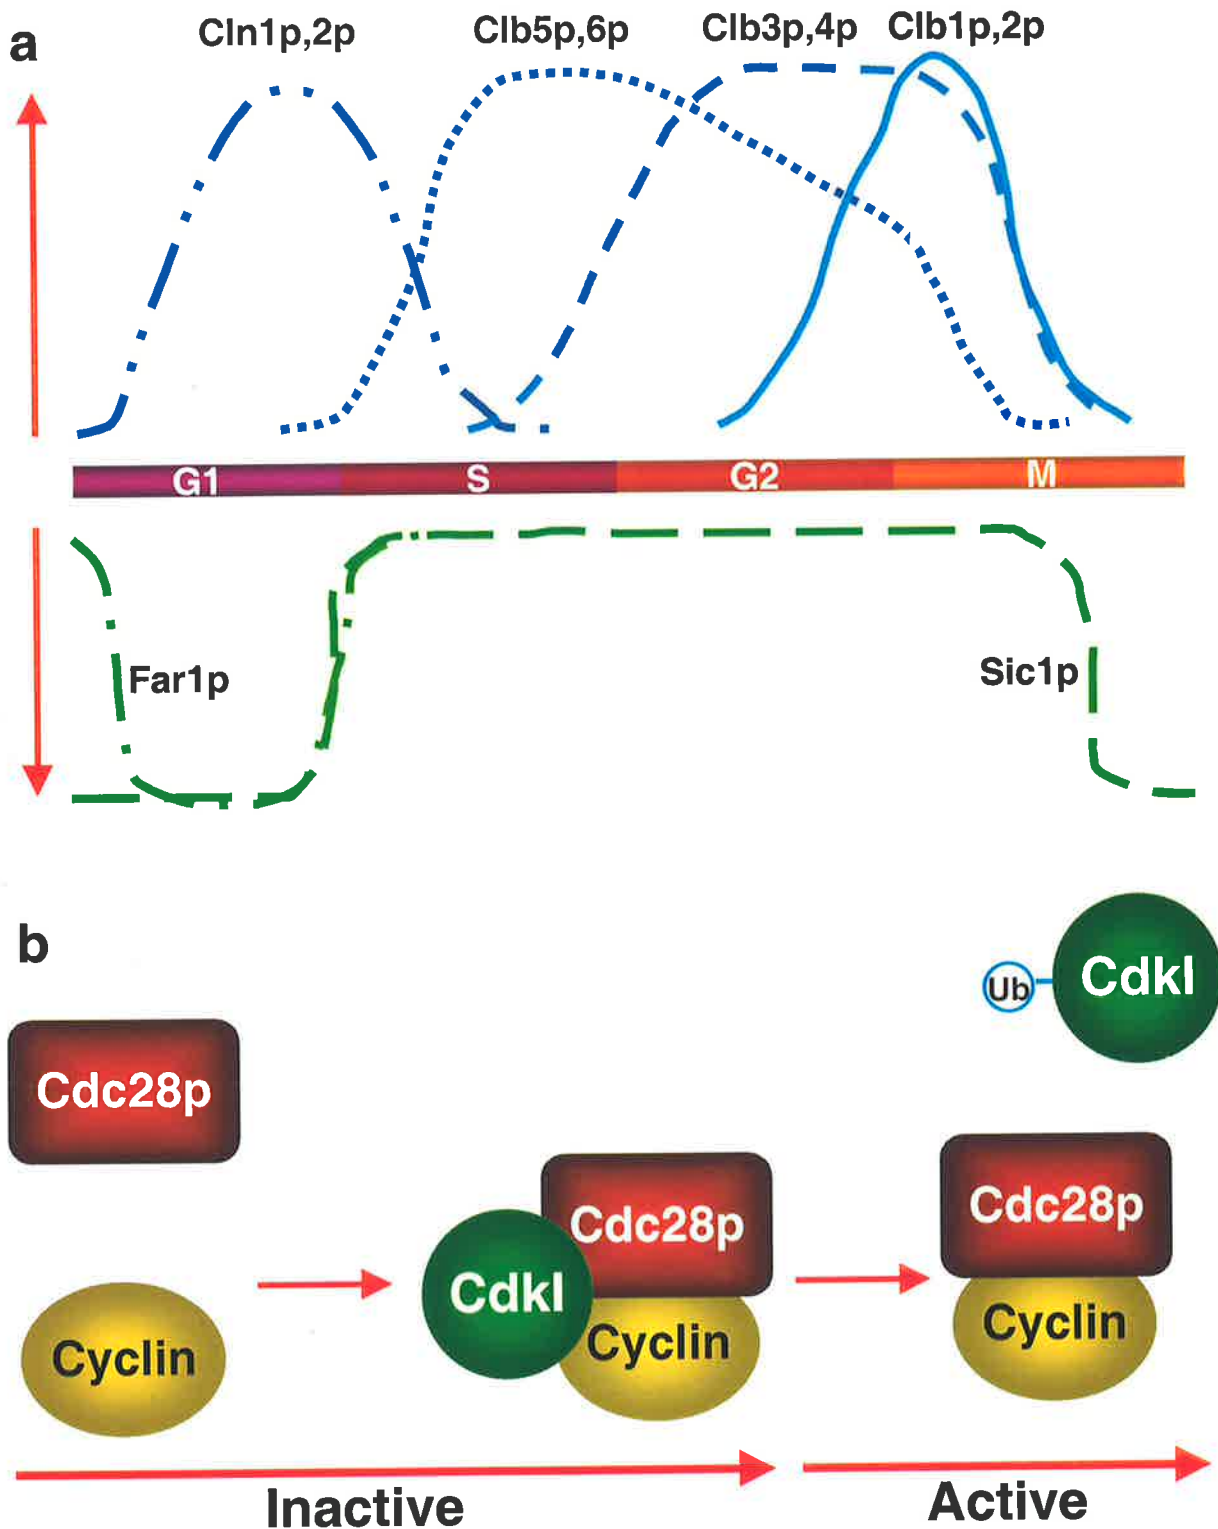 a
Cln1p,2p Clb5p,6p Clb3p,4p Clb1p,2p
G1 S G2 M
Far1p Sic1p
b
Ub CdkI
Cdc28p
Cdc28p
Cdc28p
CdkI
Cyclin
Cyclin
Cyclin
Inactive Active